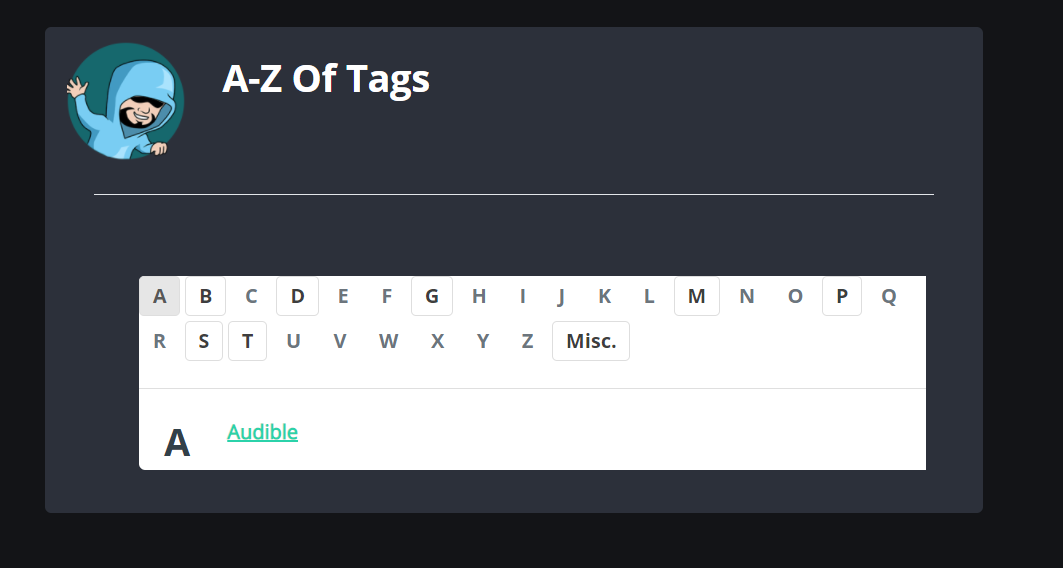 A-Z Of Tags
A B C D E F G H I J K L M N O P Q
R S T U V W X Y Z Misc.
A Audible